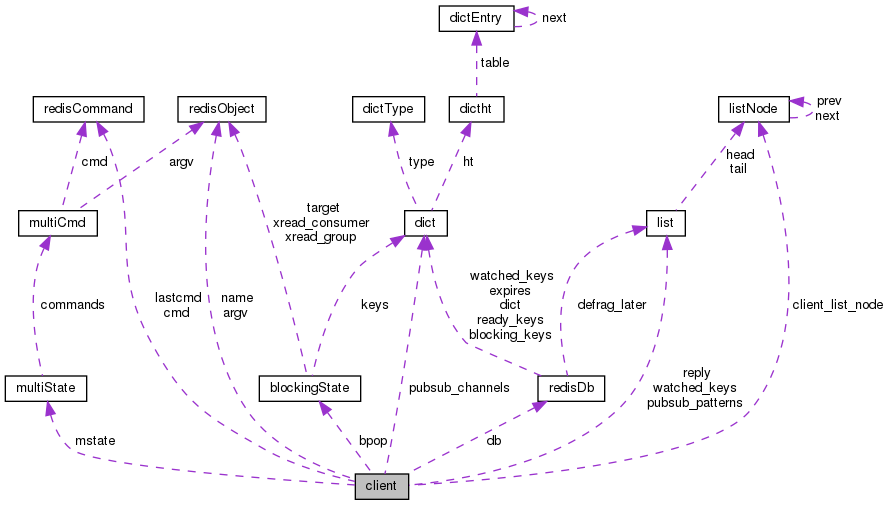 dictEntry
next
table
redisCommand
redisObject
dictType
dictht
listNode
prev
next
cmd
argv
type
ht
head
tail
multiCmd
target
xread_consumer
xread_group
dict
list
commands
lastcmd
cmd
name
argv
keys
watched_keys
expires
dict
ready_keys
blocking_keys
defrag_later
client_list_node
multiState
blockingState
pubsub_channels
redisDb
reply
watched_keys
pubsub_patterns
mstate
bpop
db
client